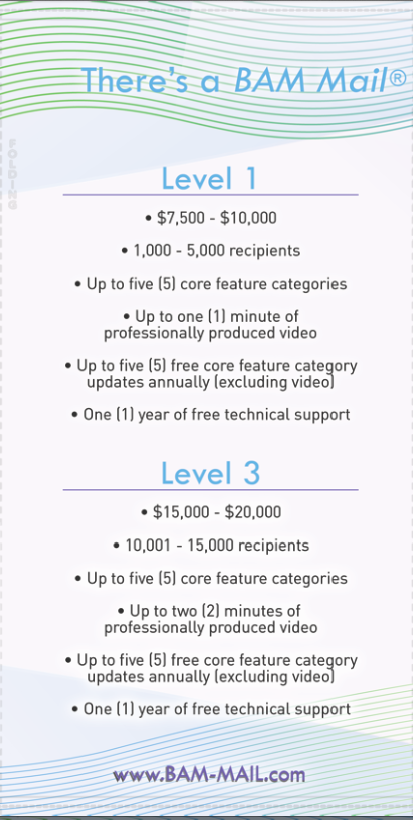 There's a BAM Mail®
FOLDING
Level 1
• $7,500 - $10,000
• 1,000 - 5,000 recipients
• Up to five (5) core feature categories
• Up to one (1) minute of
professionally produced video
• Up to five (5) free core feature category
updates annually (excluding video)
• One (1) year of free technical support
Level 3
• $15,000 - $20,000
• 10,001 - 15,000 recipients
• Up to five (5) core feature categories
• Up to two (2) minutes of
professionally produced video
• Up to five (5) free core feature category
updates annually (excluding video)
• One (1) year of free technical support
www.BAM-MAIL.com